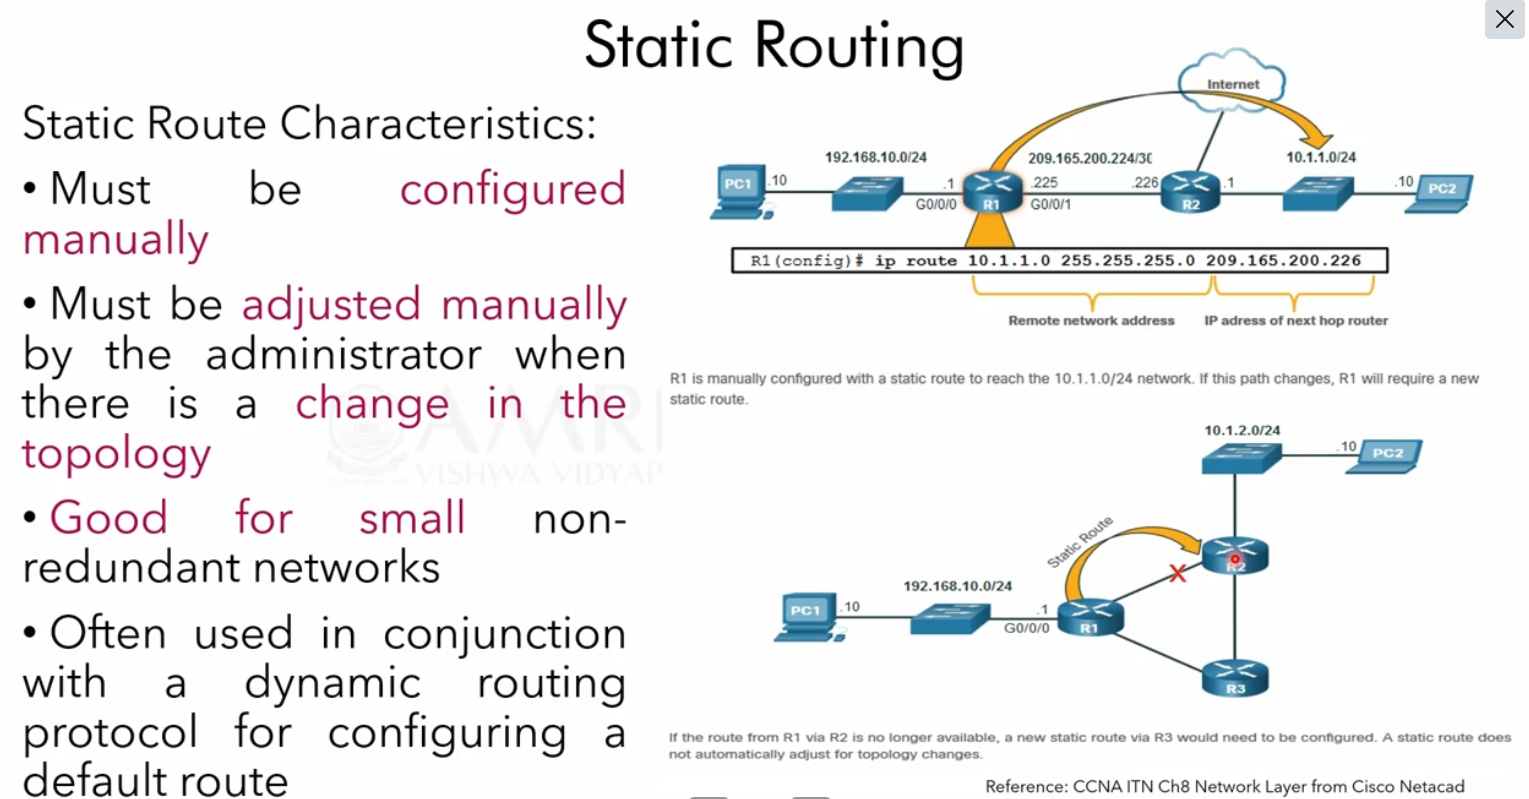 Static Routing
Static Route Characteristics:
• Must be configured
manually
• Must be adjusted manually
by the administrator when
there is a change in the
topology
• Good for small non-
redundant networks
• Often used in conjunction
with a dynamic routing
protocol for configuring a
default route
Internet
192.168.10.0/24
209.165.200.224/30
10.1.1.0/24
PC1
.10
.1
G0/0/0
R1
.225
G0/0/1
.226
R2
.1
.10
PC2
R1(config)# ip route 10.1.1.0 255.255.255.0 209.165.200.226
Remote network address
IP adress of next hop router
R1 is manually configured with a static route to reach the 10.1.1.0/24 network. If this path changes, R1 will require a new
static route.
AMRI
VISHWA VIDYAP
10.1.2.0/24
.10
PC2
Static Route
R2
192.168.10.0/24
PC1
.10
.1
G0/0/0
R1
R3
If the route from R1 via R2 is no longer available, a new static route via R3 would need to be configured. A static route does
not automatically adjust for topology changes.
Reference: CCNA ITN Ch8 Network Layer from Cisco Netacad